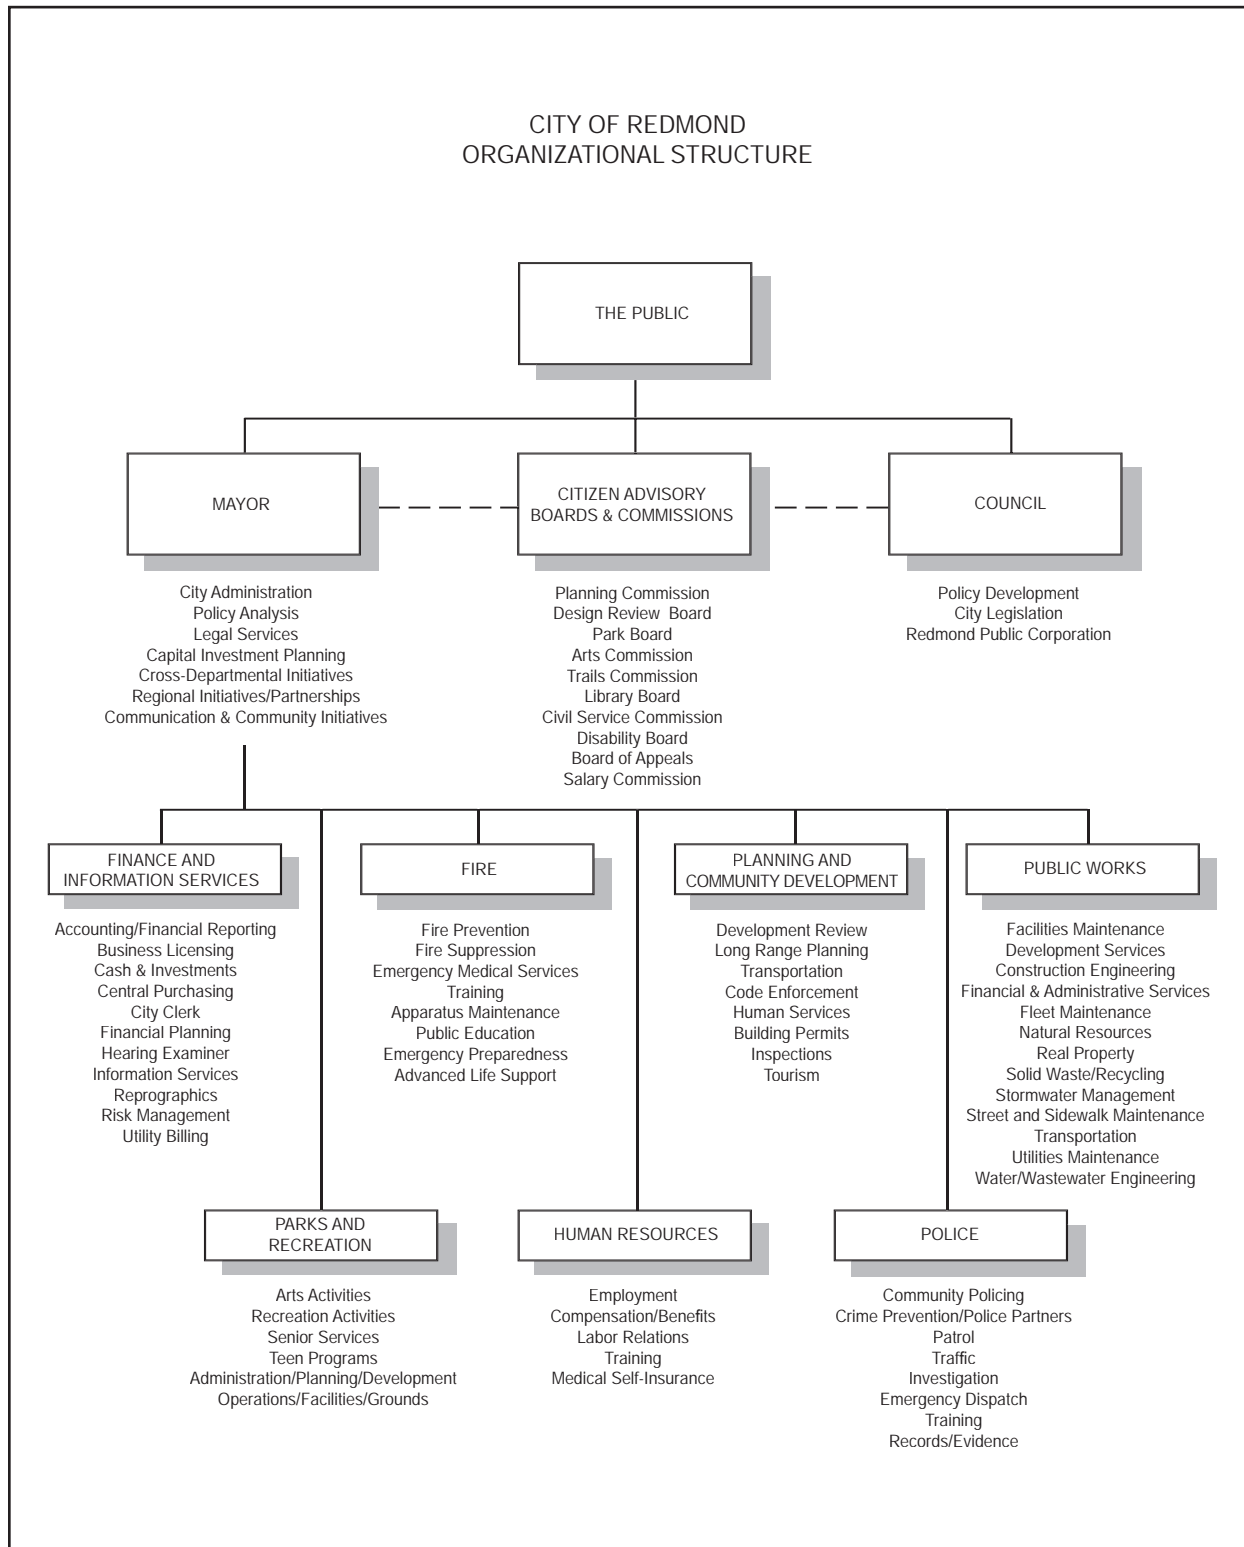 CITY OF REDMOND
ORGANIZATIONAL STRUCTURE
THE PUBLIC
MAYOR
City Administration
Policy Analysis
Legal Services
Capital Investment Planning
Cross-Departmental Initiatives
Regional Initiatives/Partnerships
Communication & Community Initiatives
CITIZEN ADVISORY
BOARDS & COMMISSIONS
Planning Commission
Design Review Board
Park Board
Arts Commission
Trails Commission
Library Board
Civil Service Commission
Disability Board
Board of Appeals
Salary Commission
COUNCIL
Policy Development
City Legislation
Redmond Public Corporation
FINANCE AND
INFORMATION SERVICES
Accounting/Financial Reporting
Business Licensing
Cash & Investments
Central Purchasing
City Clerk
Financial Planning
Hearing Examiner
Information Services
Reprographics
Risk Management
Utility Billing
FIRE
Fire Prevention
Fire Suppression
Emergency Medical Services
Training
Apparatus Maintenance
Public Education
Emergency Preparedness
Advanced Life Support
PLANNING AND
COMMUNITY DEVELOPMENT
Development Review
Long Range Planning
Transportation
Code Enforcement
Human Services
Building Permits
Inspections
Tourism
PUBLIC WORKS
Facilities Maintenance
Development Services
Construction Engineering
Financial & Administrative Services
Fleet Maintenance
Natural Resources
Real Property
Solid Waste/Recycling
Stormwater Management
Street and Sidewalk Maintenance
Transportation
Utilities Maintenance
Water/Wastewater Engineering
PARKS AND
RECREATION
Arts Activities
Recreation Activities
Senior Services
Teen Programs
Administration/Planning/Development
Operations/Facilities/Grounds
HUMAN RESOURCES
Employment
Compensation/Benefits
Labor Relations
Training
Medical Self-Insurance
POLICE
Community Policing
Crime Prevention/Police Partners
Patrol
Traffic
Investigation
Emergency Dispatch
Training
Records/Evidence